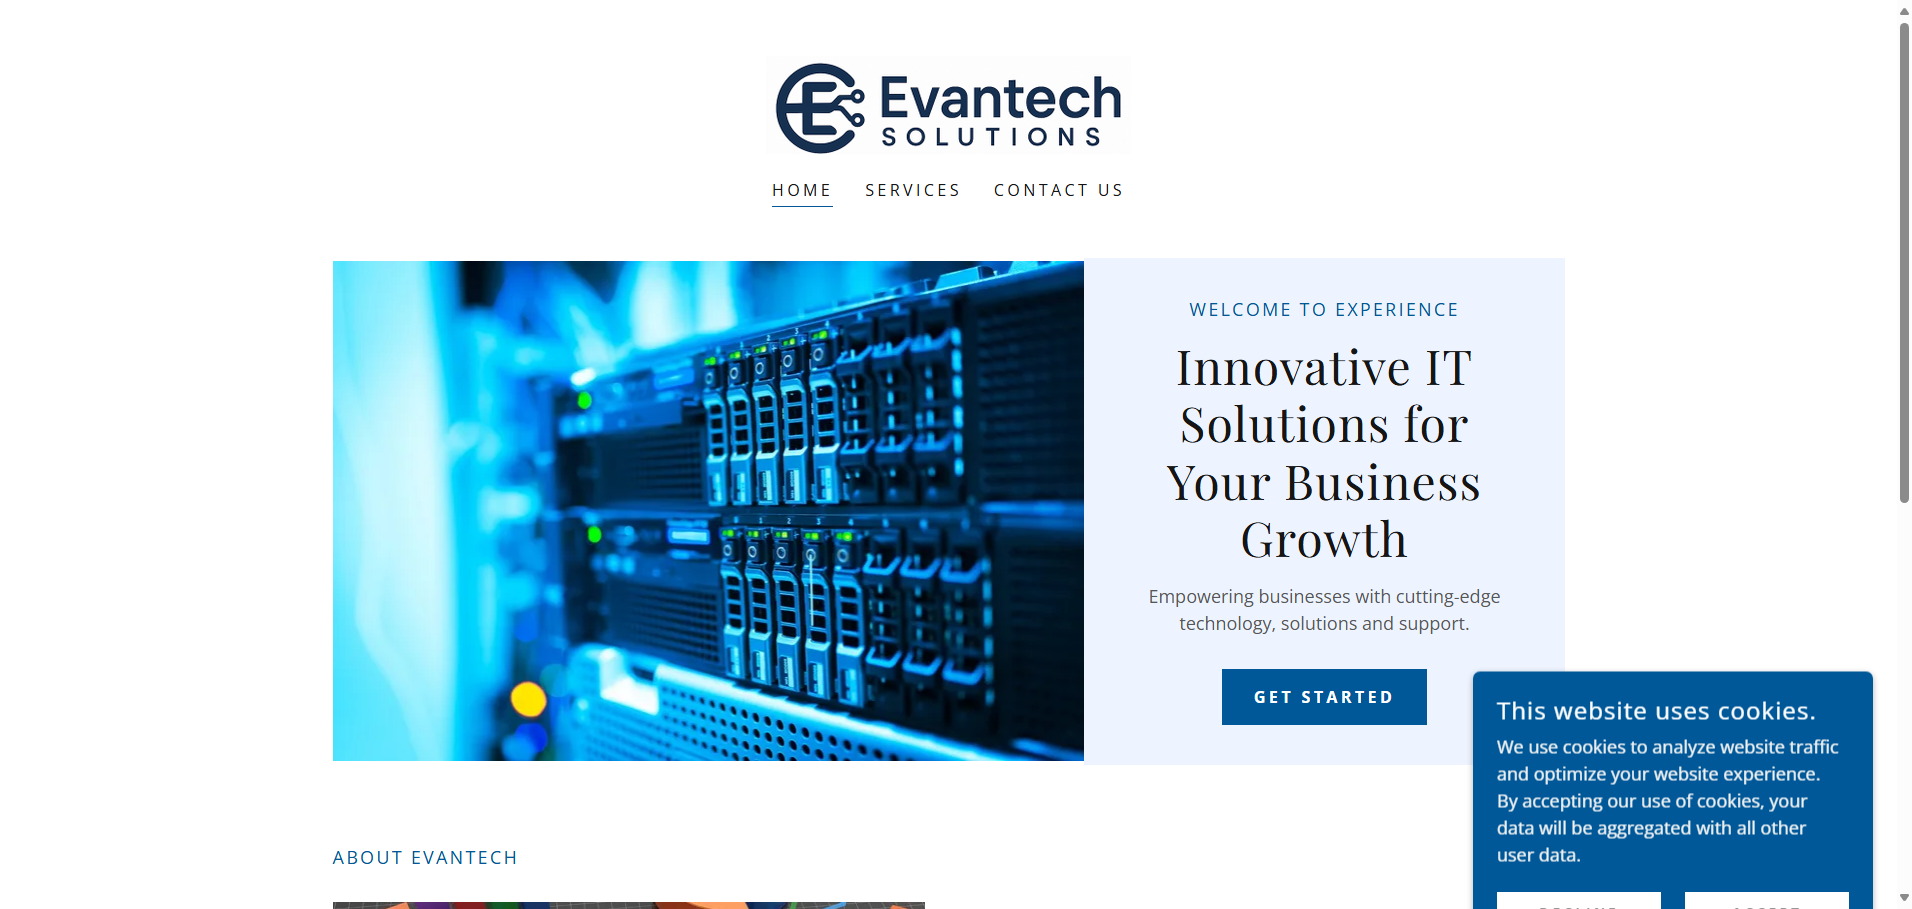 Evantech
SOLUTIONS
HOME SERVICES CONTACT US
WELCOME TO EXPERIENCE
Innovative IT
Solutions for
Your Business
Growth
Empowering businesses with cutting-edge
technology, solutions and support.
GET STARTED
This website uses cookies.
We use cookies to analyze website traffic
and optimize your website experience.
By accepting our use of cookies, your
data will be aggregated with all other
user data.
ABOUT EVANTECH